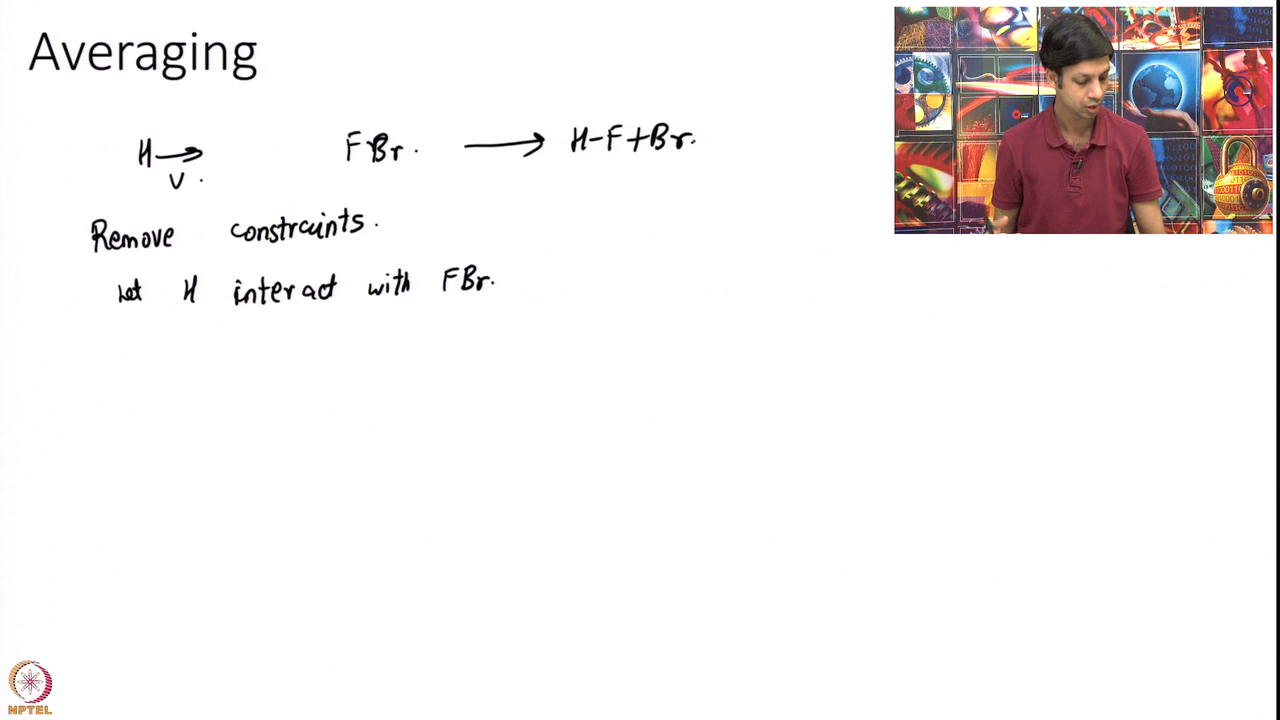 Averaging
H → FBr. → H-F+Br.
v.
Remove constraints.
Let H interact with FBr.
NPTEL